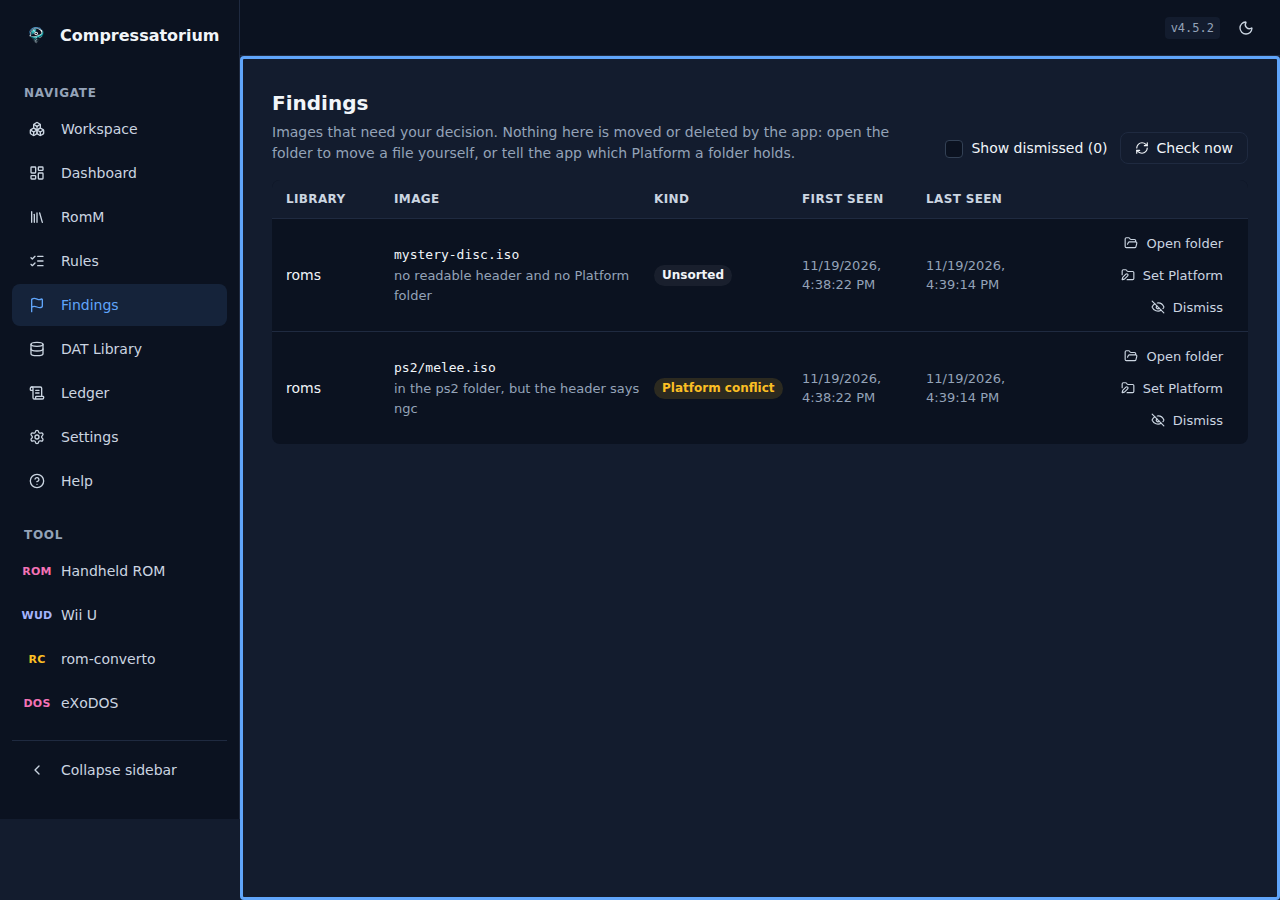 Compressatorium
v4.5.2
NAVIGATE
Workspace
Dashboard
RomM
Rules
Findings
DAT Library
Ledger
Settings
Help
TOOL
ROM Handheld ROM
WUD Wii U
RC rom-converto
DOS eXoDOS
Collapse sidebar
Findings
Images that need your decision. Nothing here is moved or deleted by the app: open the
folder to move a file yourself, or tell the app which Platform a folder holds.
Show dismissed (0)
Check now
LIBRARY IMAGE KIND FIRST SEEN LAST SEEN
roms
mystery-disc.iso
no readable header and no Platform
folder
Unsorted
11/19/2026,
4:38:22 PM
11/19/2026,
4:39:14 PM
Open folder
Set Platform
Dismiss
roms
ps2/melee.iso
in the ps2 folder, but the header says
ngc
Platform conflict
11/19/2026,
4:38:22 PM
11/19/2026,
4:39:14 PM
Open folder
Set Platform
Dismiss